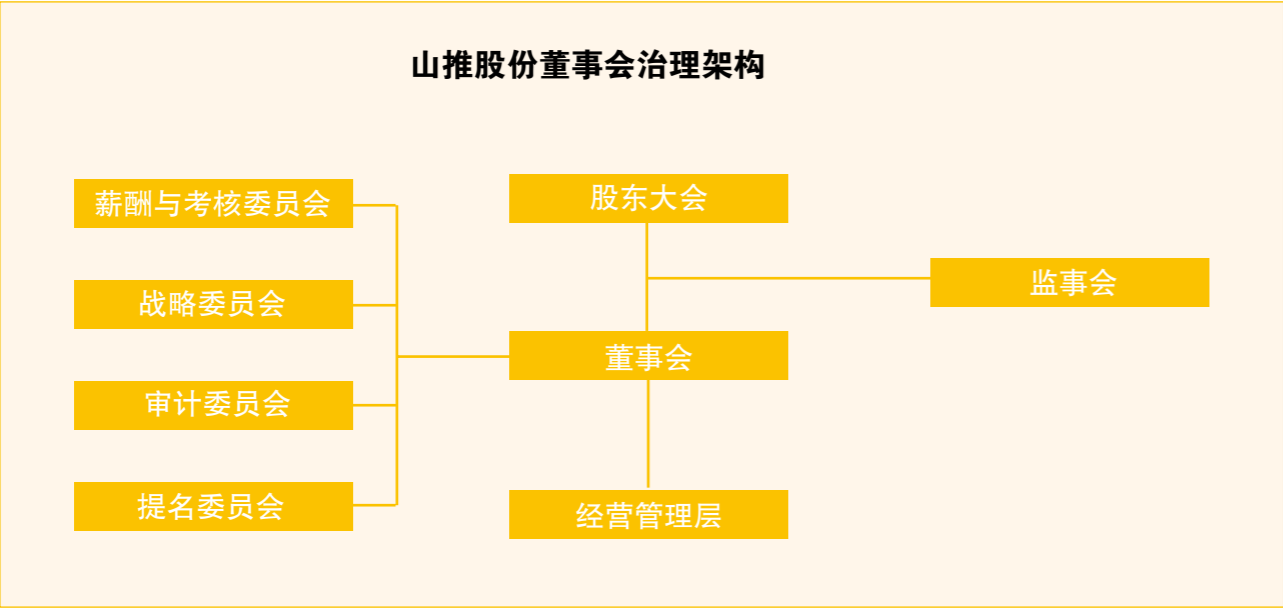 山推股份董事会治理架构
薪酬与考核委员会
战略委员会
审计委员会
提名委员会
股东大会
董事会
经营管理层
监事会